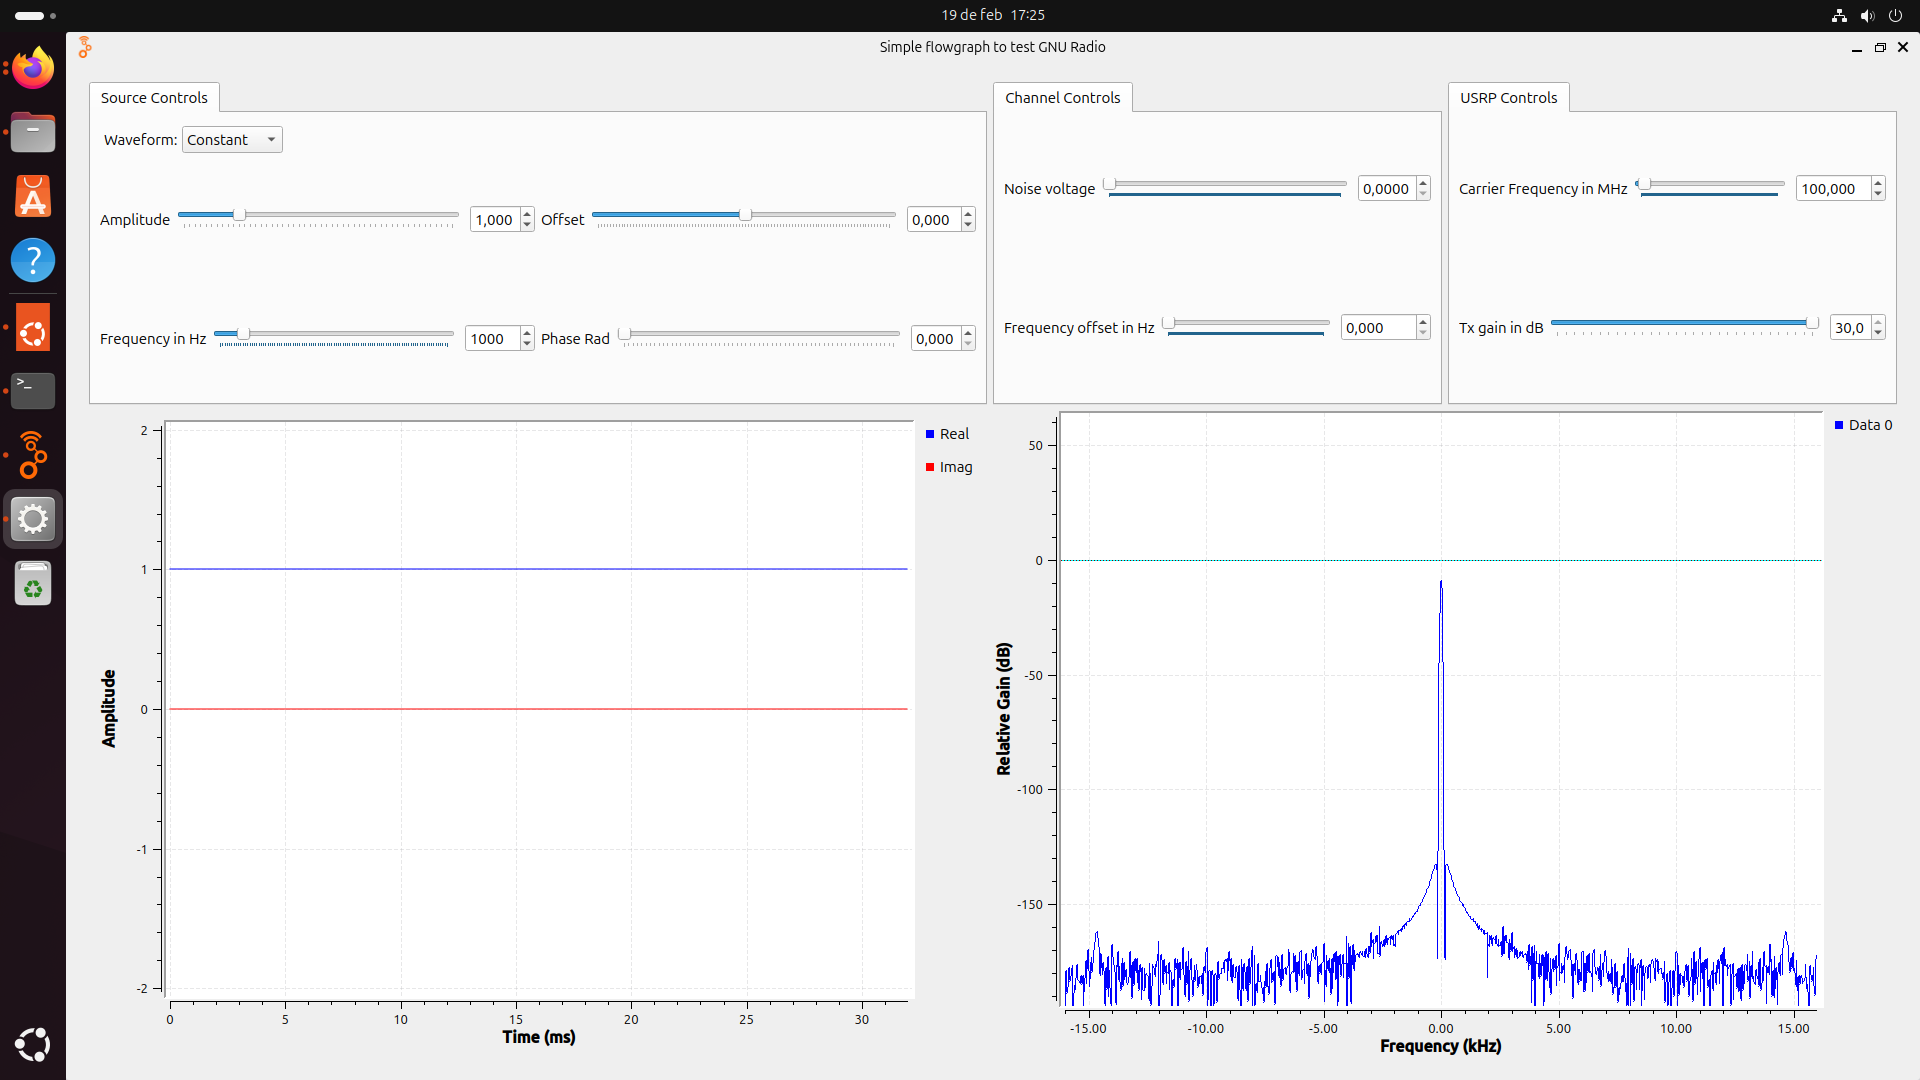 19 de feb 17:25
Simple flowgraph to test GNU Radio
Source Controls
Waveform: Constant
Amplitude 1,000 Offset 0,000
Frequency in Hz 1000 Phase Rad 0,000
Channel Controls
Noise voltage 0,0000
Frequency offset in Hz 0,000
USRP Controls
Carrier Frequency in MHz 100,000
Tx gain in dB 30,0
>_
?
2
1
0
-1
-2
Amplitude
0 5 10 15 20 25 30
Time (ms)
Real
Imag
50
0
-50
-100
-150
Relative Gain (dB)
-15.00 -10.00 -5.00 0.00 5.00 10.00 15.00
Frequency (kHz)
Data 0